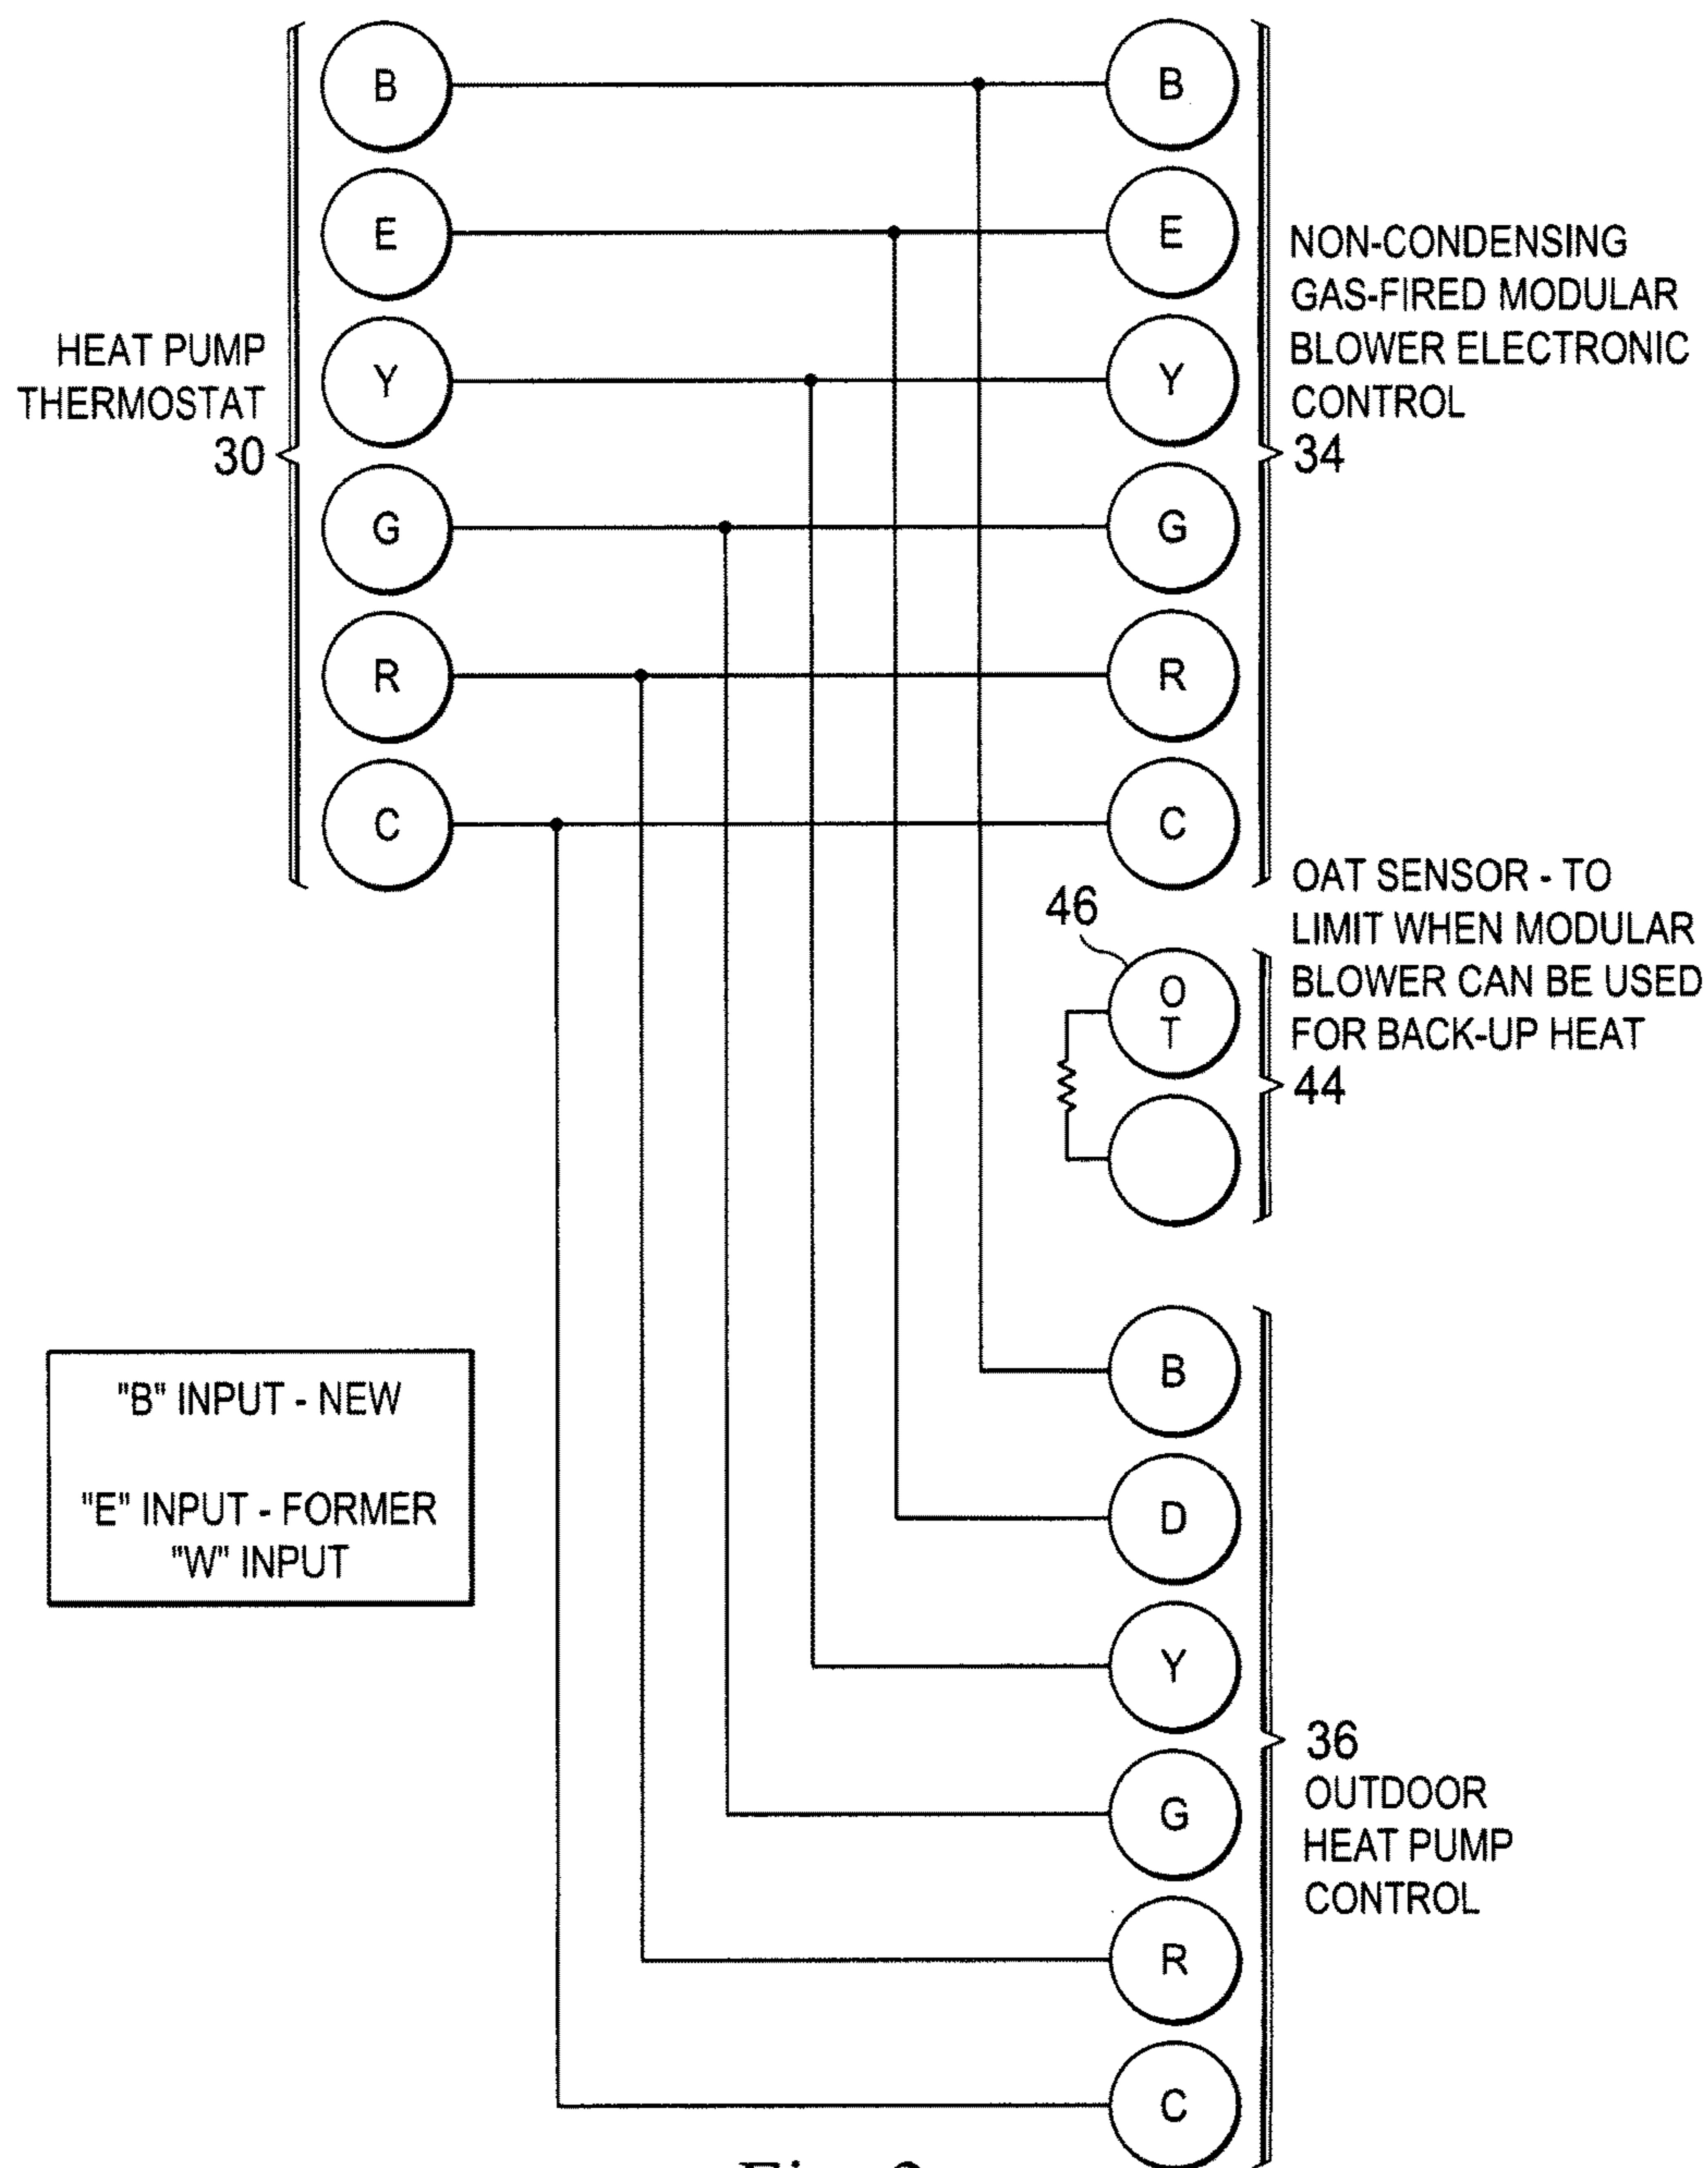 B
B
E
E
Y
Y
G
G
R
R
C
C
HEAT PUMP
THERMOSTAT
30
NON-CONDENSING
GAS-FIRED MODULAR
BLOWER ELECTRONIC
CONTROL
34
46
O
T
OAT SENSOR - TO
LIMIT WHEN MODULAR
BLOWER CAN BE USED
FOR BACK-UP HEAT
44
"B" INPUT - NEW
"E" INPUT - FORMER
"W" INPUT
B
D
Y
G
R
C
36
OUTDOOR
HEAT PUMP
CONTROL